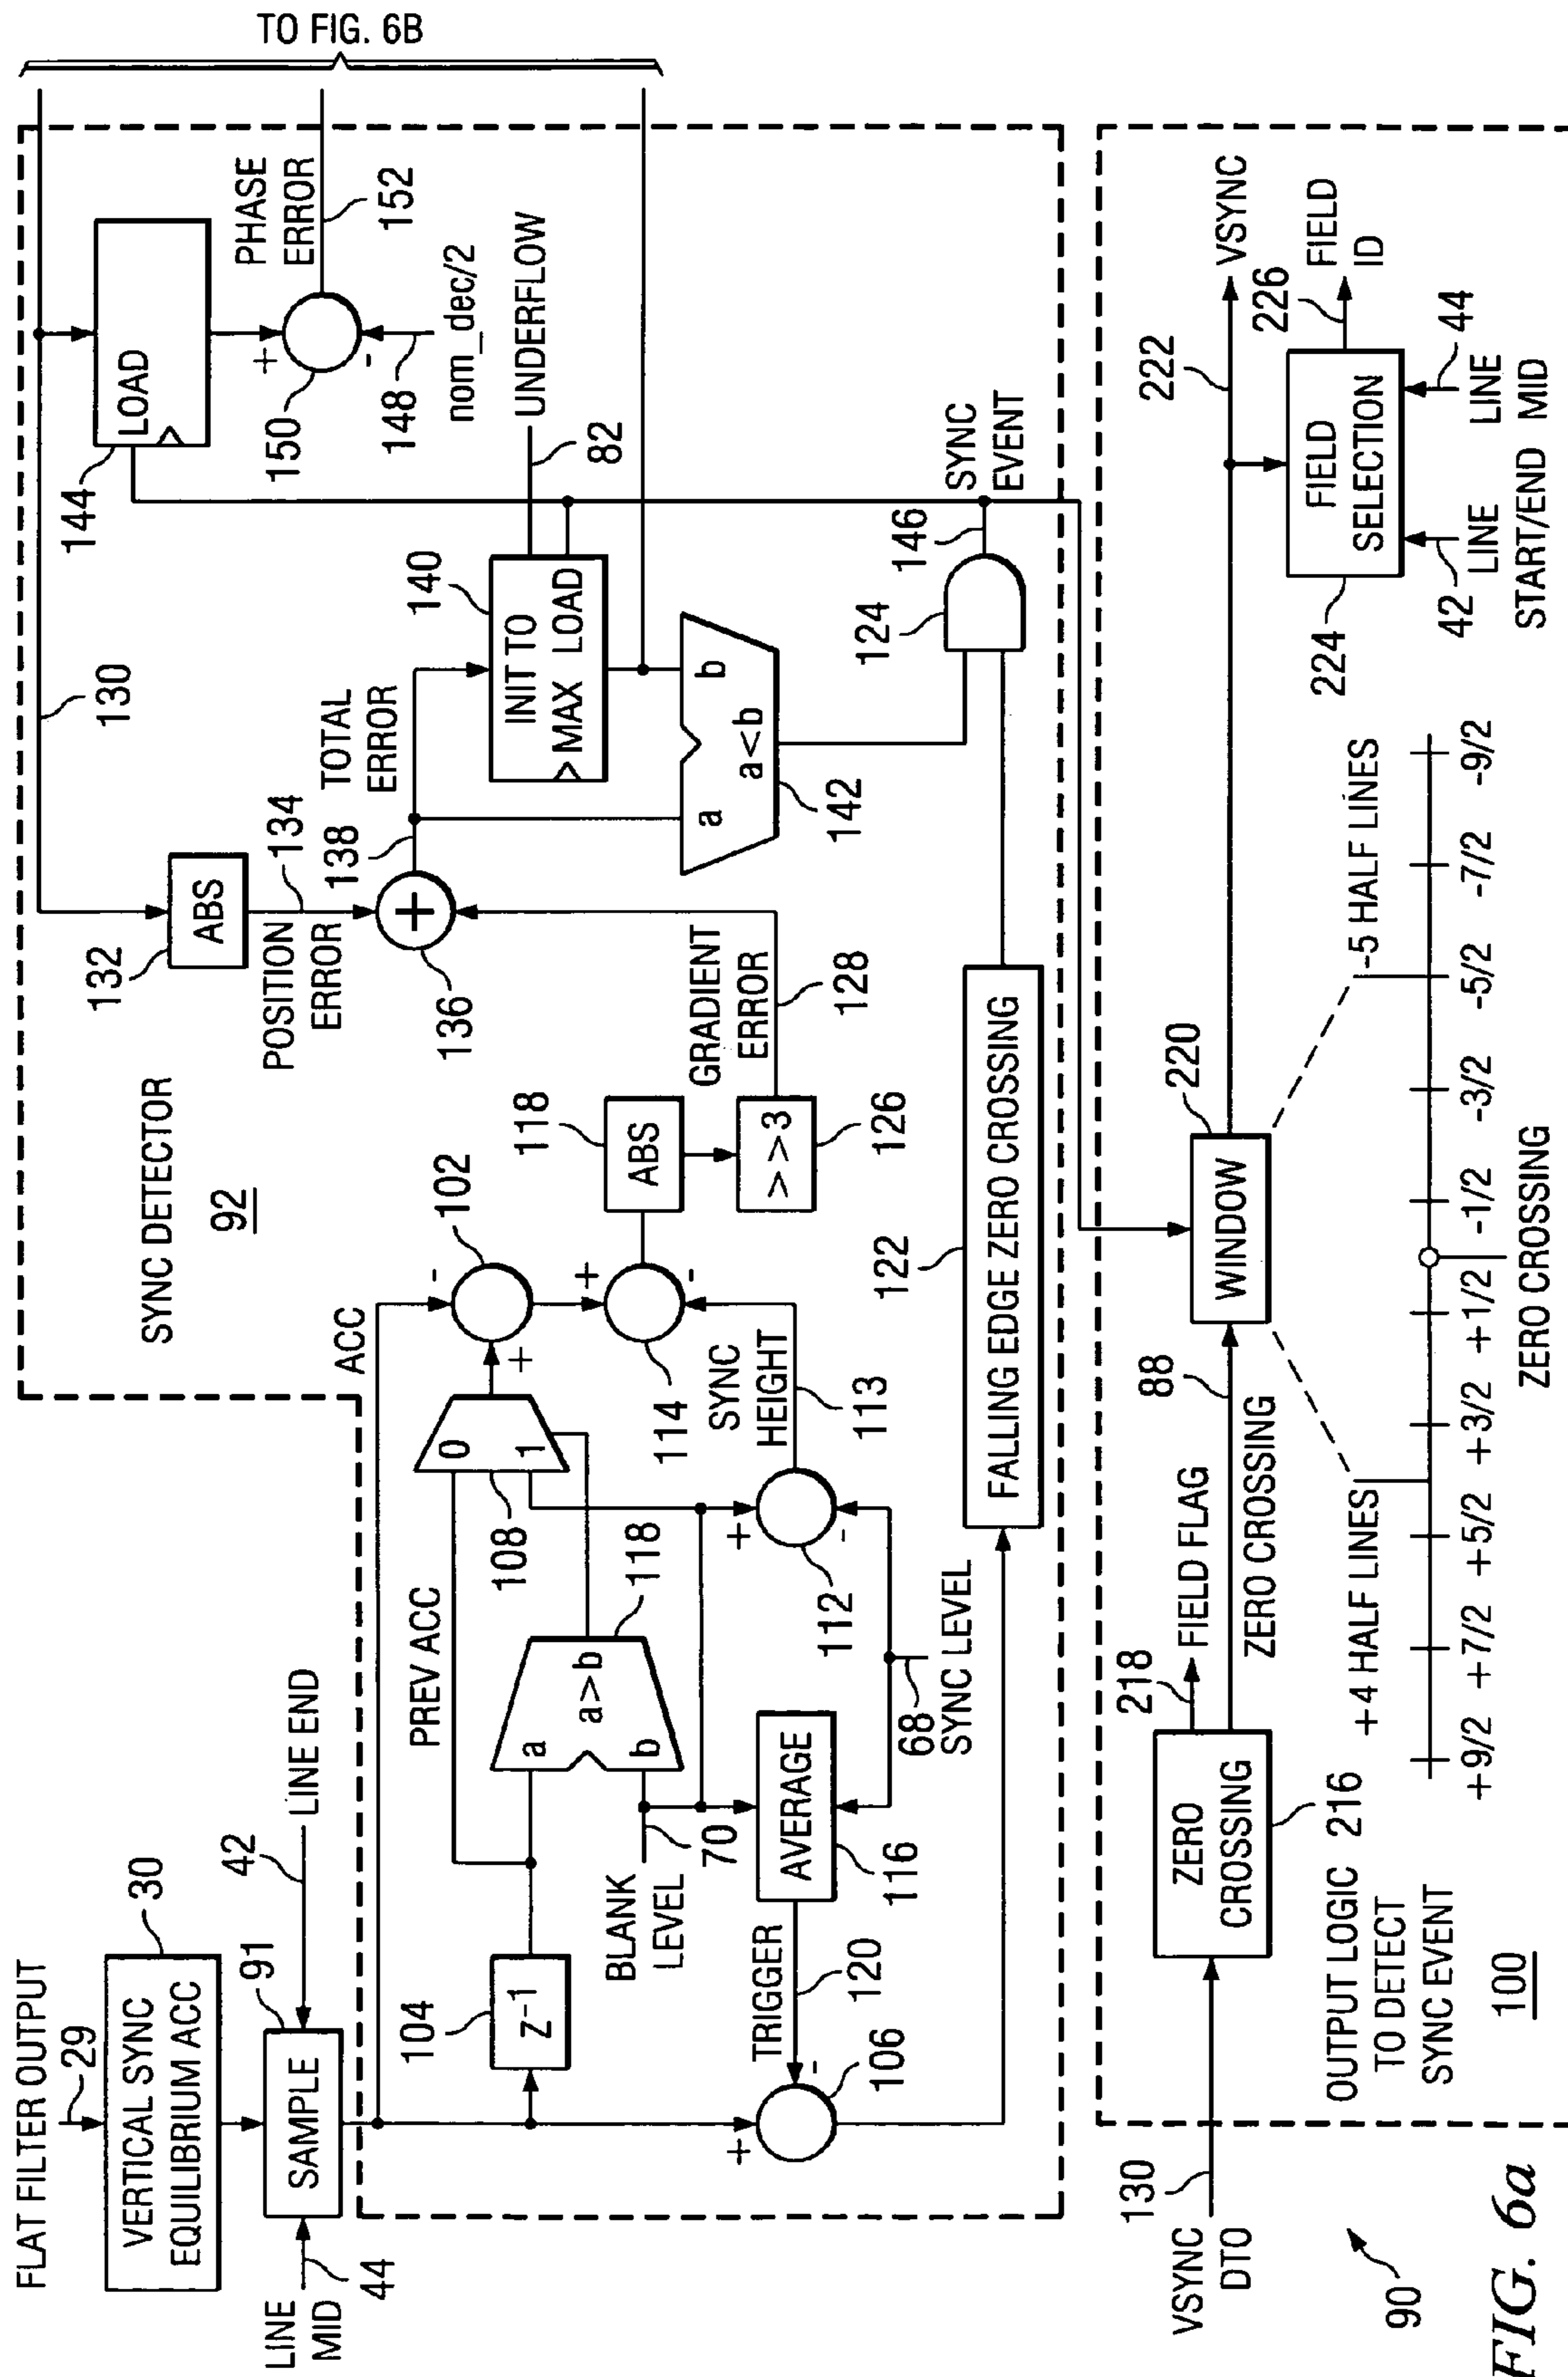 FLAT FILTER OUTPUT
29
VERTICAL SYNC
EQUILIBRIUM ACC
30
LINE
MID
44
SAMPLE
91
42
LINE END
TO FIG. 6B
SYNC DETECTOR
92
ACC
PREV ACC
104
Z-1
a
b
a>b
118
0
1
108
+
-
102
+
-
114
ABS
118
>>3
126
GRADIENT
ERROR
128
BLANK
LEVEL
70
AVERAGE
116
TRIGGER
120
+
-
106
+
-
112
SYNC
HEIGHT
113
68
SYNC LEVEL
122
FALLING EDGE ZERO CROSSING
130
132
ABS
134
POSITION
ERROR
136
+
138
TOTAL
ERROR
140
INIT TO
MAX LOAD
82
UNDERFLOW
a
b
a<b
142
124
146
SYNC
EVENT
144
LOAD
150
+
-
148
nom_dec/2
PHASE
ERROR
152
VSYNC
DTO
130
ZERO
CROSSING
216
218
FIELD FLAG
88
ZERO CROSSING
WINDOW
220
222
VSYNC
FIELD
SELECTION
224
226
FIELD
ID
42
LINE
START/END
44
LINE
MID
+4 HALF LINES
-5 HALF LINES
+9/2 +7/2 +5/2 +3/2 +1/2 -1/2 -3/2 -5/2 -7/2 -9/2
ZERO CROSSING
OUTPUT LOGIC
TO DETECT
SYNC EVENT
100
90
FIG. 6a